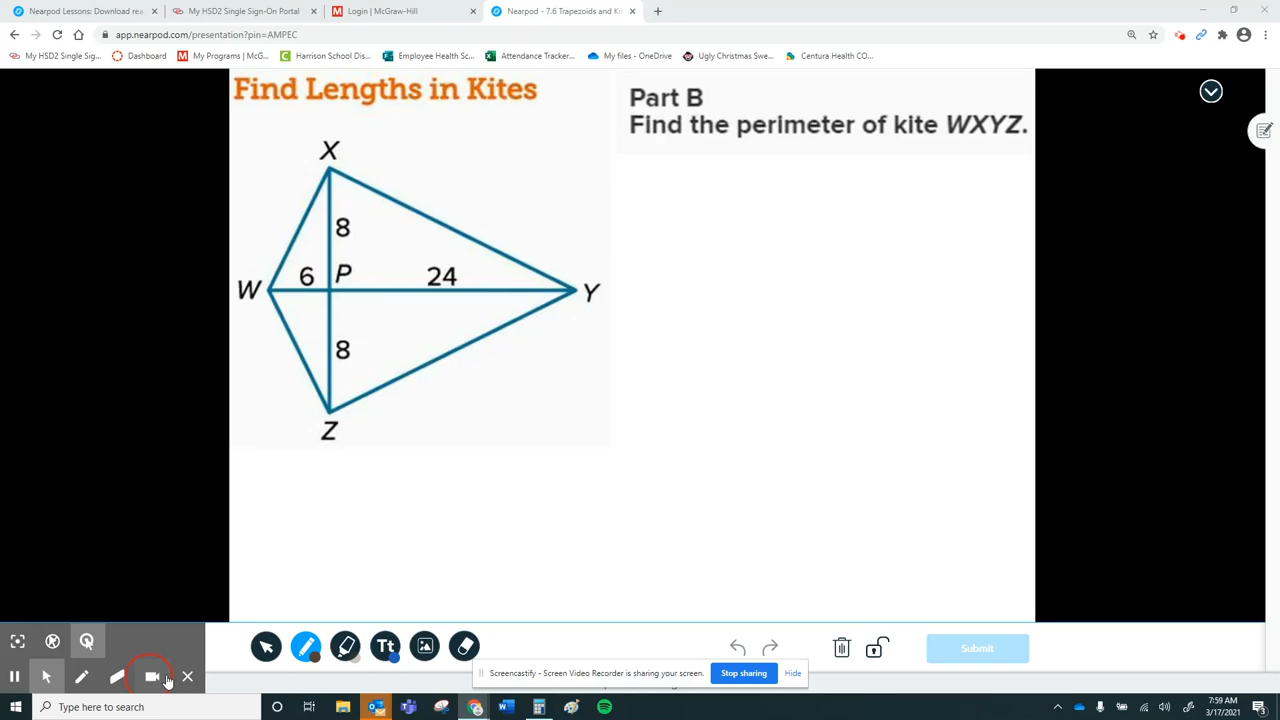 Nearpod Lessons: Download rea
My HSD2 Single Sign-On Portal
Login | McGraw-Hill
Nearpod - 7.6 Trapezoids and Ki
app.nearpod.com/presentation?pin=AMPEC
My HSD2 Single Sig...
Dashboard
My Programs | McG...
Harrison School Dis...
Employee Health Sc...
Attendance Tracker...
My files - OneDrive
Ugly Christmas Swe...
Centura Health CO...
Find Lengths in Kites
Part B
Find the perimeter of kite WXYZ.
X
8
W
6
P
24
Y
8
Z
Tt
Submit
Screencastify - Screen Video Recorder is sharing your screen.
Stop sharing
Hide
Type here to search
7:59 AM
3/17/2021